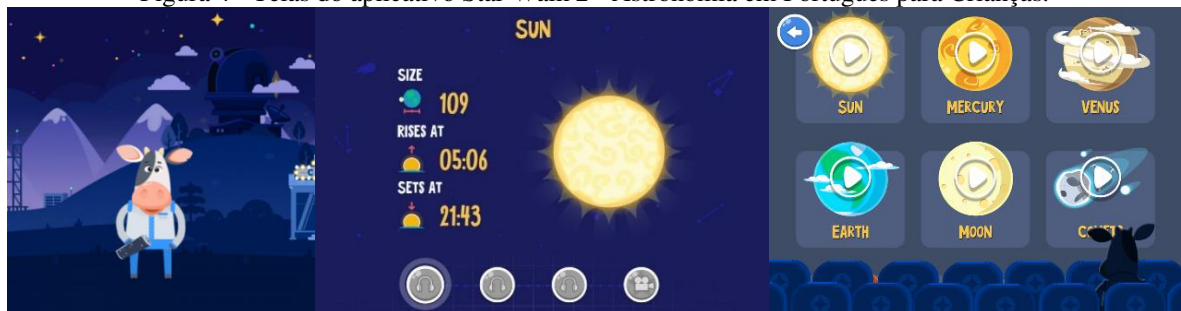 Figura - Telas do aplicativo Star Walk 2 - Astronomia em Português para Crianças.
SUN
SIZE
109
RISES AT
05:06
SETS AT
21:43
SUN
MERCURY
VENUS
EARTH
MOON